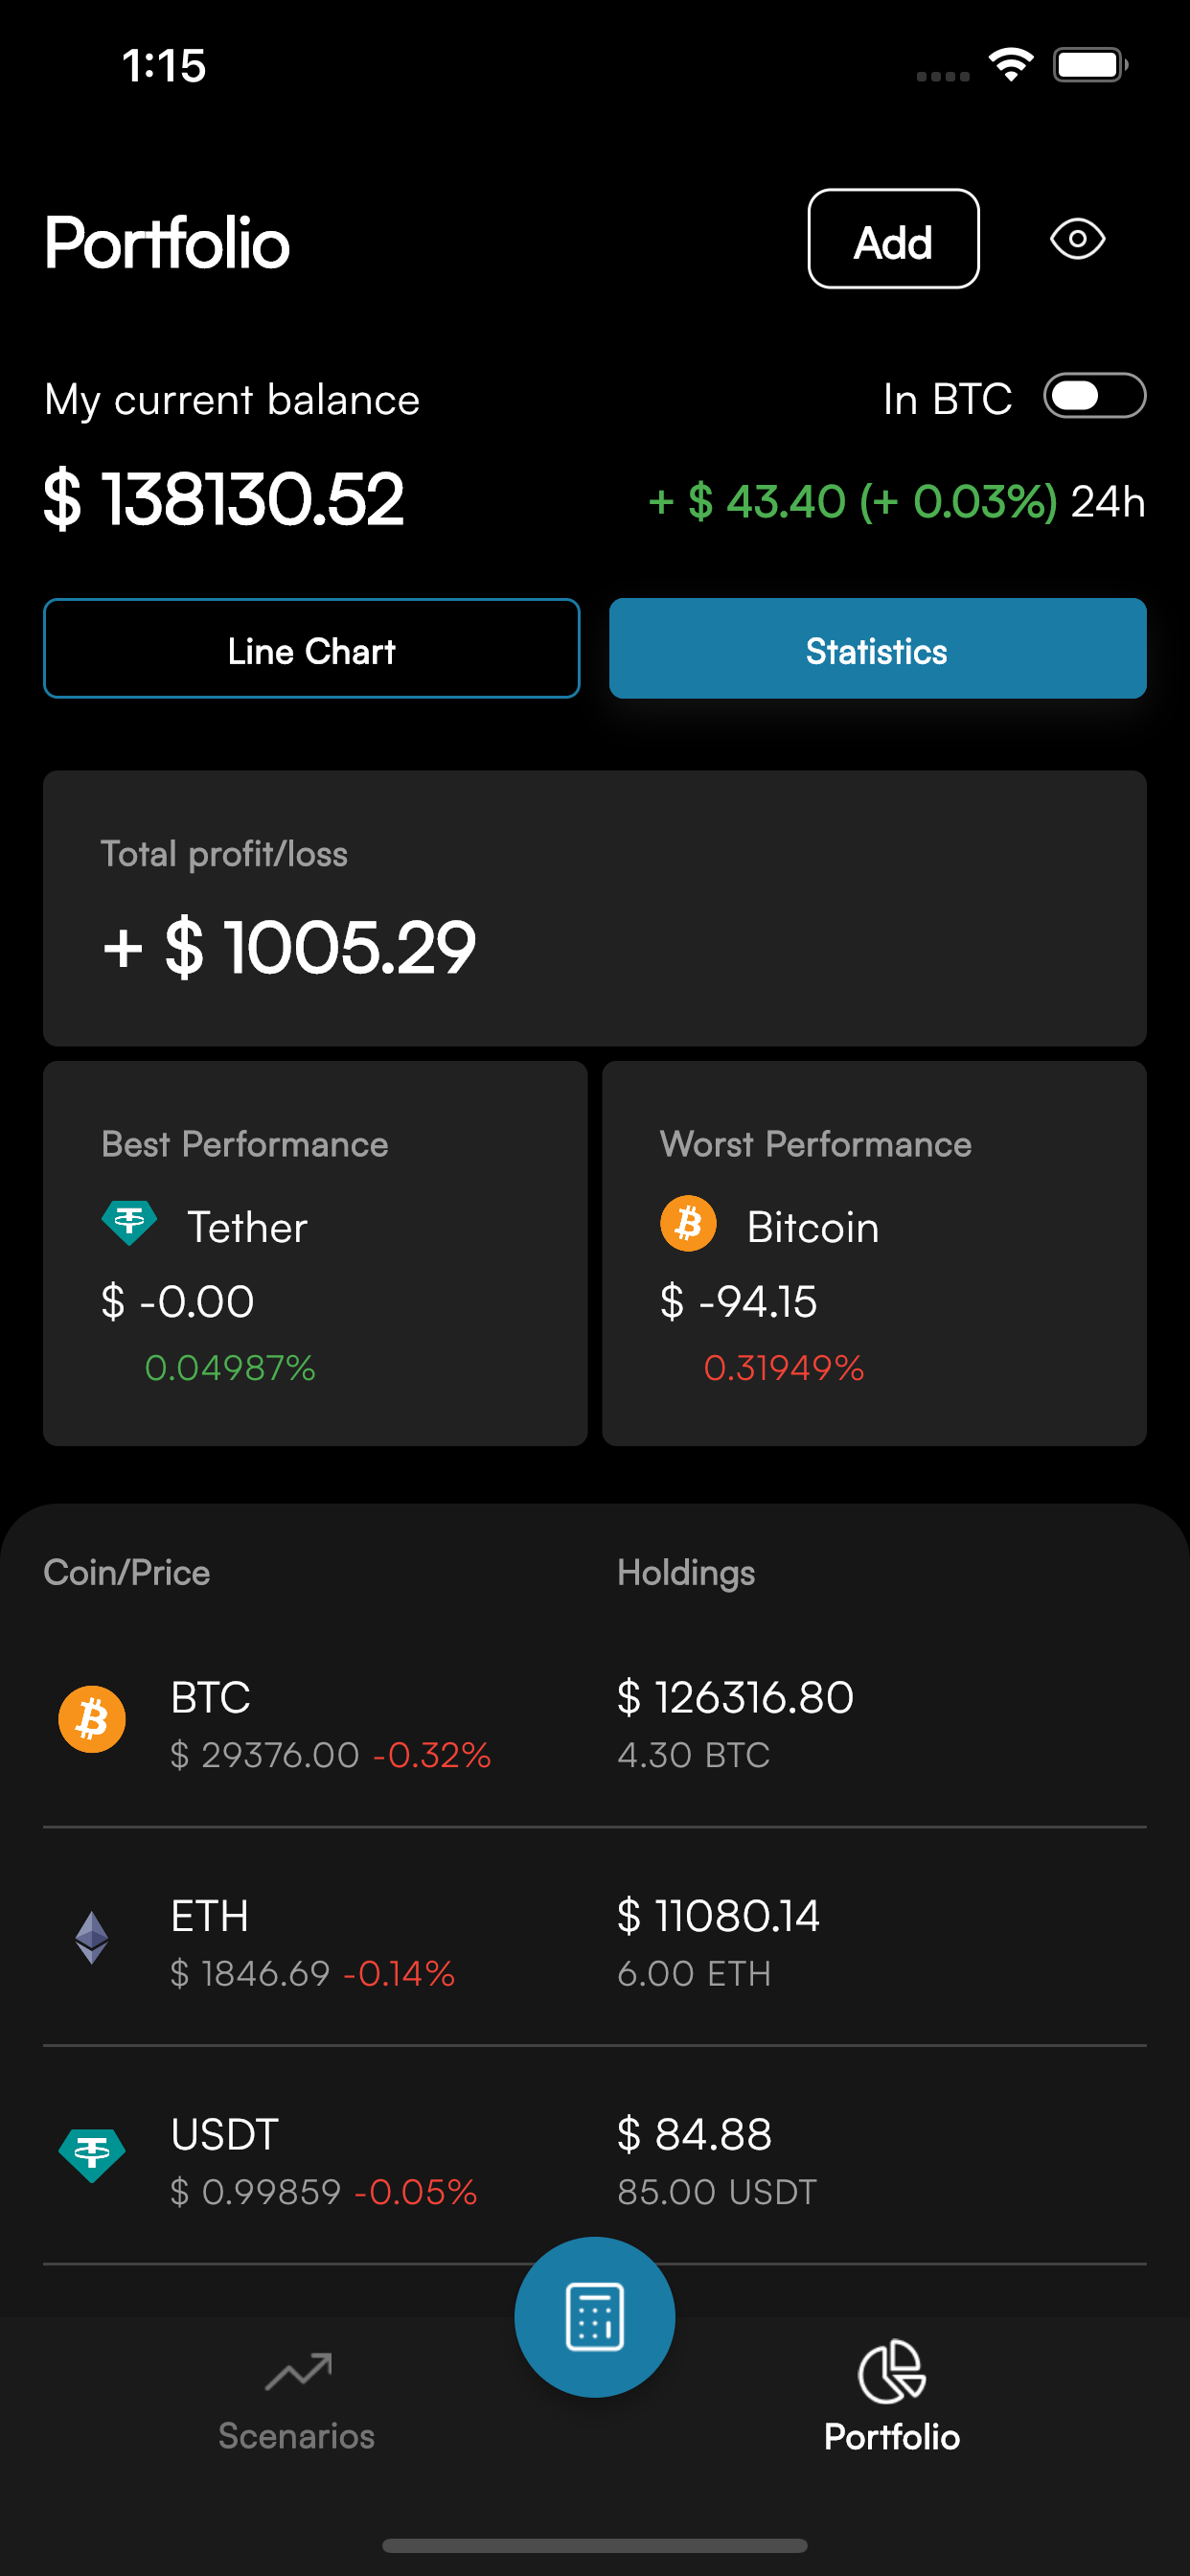 1:15
Portfolio
Add
My current balance
In BTC
$ 138130.52
+ $ 43.40 (+ 0.03%) 24h
Line Chart
Statistics
Total profit/loss
+ $ 1005.29
Best Performance
Tether
$ -0.00
0.04987%
Worst Performance
Bitcoin
$ -94.15
0.31949%
Coin/Price
Holdings
BTC
$ 126316.80
$ 29376.00 -0.32%
4.30 BTC
ETH
$ 11080.14
$ 1846.69 -0.14%
6.00 ETH
USDT
$ 84.88
$ 0.99859 -0.05%
85.00 USDT
Scenarios
Portfolio